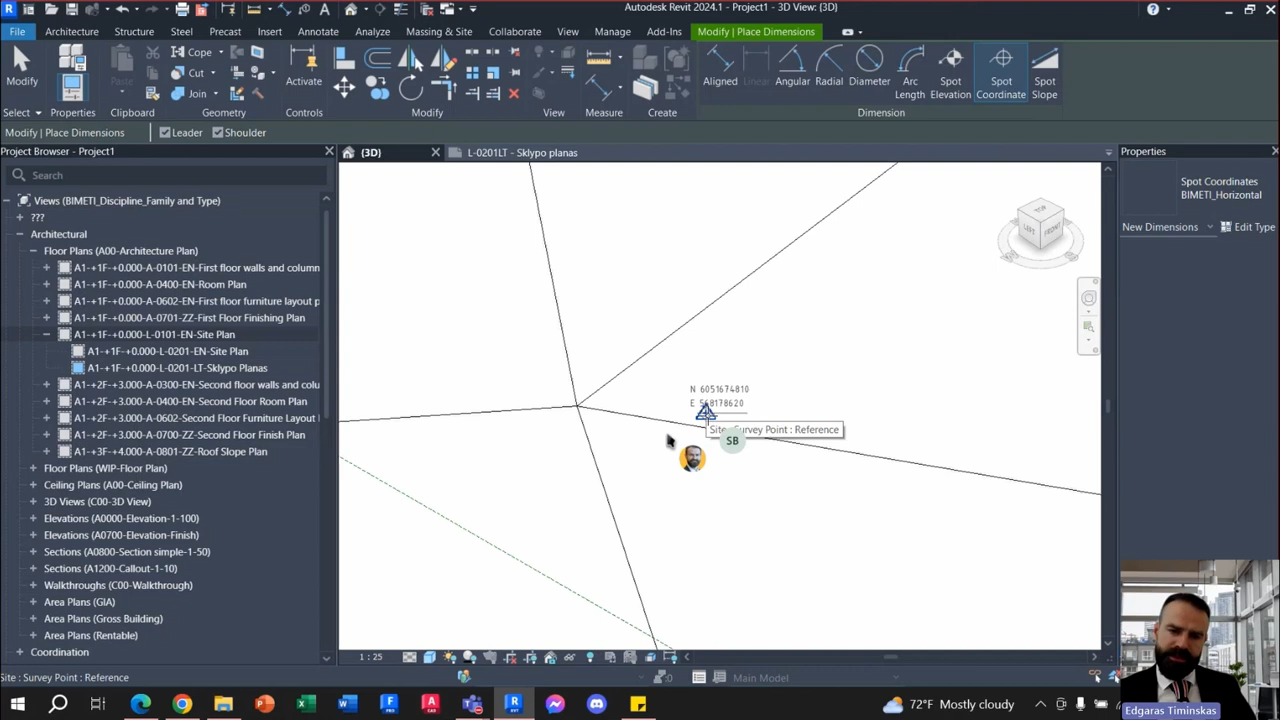 Autodesk Revit 2024.1 - Project1 - 3D View: {3D}
File Architecture Structure Steel Precast Insert Annotate Analyze Massing & Site Collaborate View Manage Add-Ins Modify | Place Dimensions
Modify
Paste
Cope
Cut
Join
Activate
Aligned
Linear
Angular
Radial
Diameter
Arc Length
Spot Elevation
Spot Coordinate
Spot Slope
Select Properties Clipboard Geometry Controls Modify View Measure Create Dimension
Modify | Place Dimensions Leader Shoulder
Project Browser - Project1
Search
Views (BIMETI_Discipline_Family and Type)
???
Architectural
Floor Plans (A00-Architecture Plan)
A1-+1F-+0.000-A-0101-EN-First floor walls and column
A1-+1F-+0.000-A-0400-EN-Room Plan
A1-+1F-+0.000-A-0602-EN-First floor furniture layout p
A1-+1F-+0.000-A-0701-ZZ-First Floor Finishing Plan
A1-+1F-+0.000-L-0101-EN-Site Plan
A1-+1F-+0.000-L-0201-EN-Site Plan
A1-+1F-+0.000-L-0201-LT-Sklypo Planas
A1-+2F-+3.000-A-0300-EN-Second floor walls and cou
A1-+2F-+3.000-A-0400-EN-Room Plan
A1-+2F-+3.000-A-0602-EN-Second Floor Furniture Layout
A1-+2F-+3.000-A-0700-ZZ-Second Floor Finish Plan
A1-+3F-+4.000-A-0801-ZZ-Roof Slope Plan
Floor Plans (WIP-Floor Plan)
Ceiling Plans (A00-Ceiling Plan)
3D Views (C00-3D View)
Elevations (A0000-Elevation-1-100)
Elevations (A0700-Elevation-Finish)
Sections (A0800-Section simple-1-50)
Sections (A1200-Callout-1-10)
Walkthroughs (C00-Walkthrough)
Area Plans (GIA)
Area Plans (Gross Building)
Area Plans (Rentable)
Coordination
{3D}
L-0201LT - Sklypo planas
TOP
LEFT
FRONT
N 6051674810
E 568178620
Site : Survey Point : Reference
SB
Properties
Spot Coordinates
BIMETI_Horizontal
New Dimensions Edit Type
1 : 25
Site : Survey Point : Reference
:0
Main Model
72°F Mostly cloudy
Edgaras Timinskas